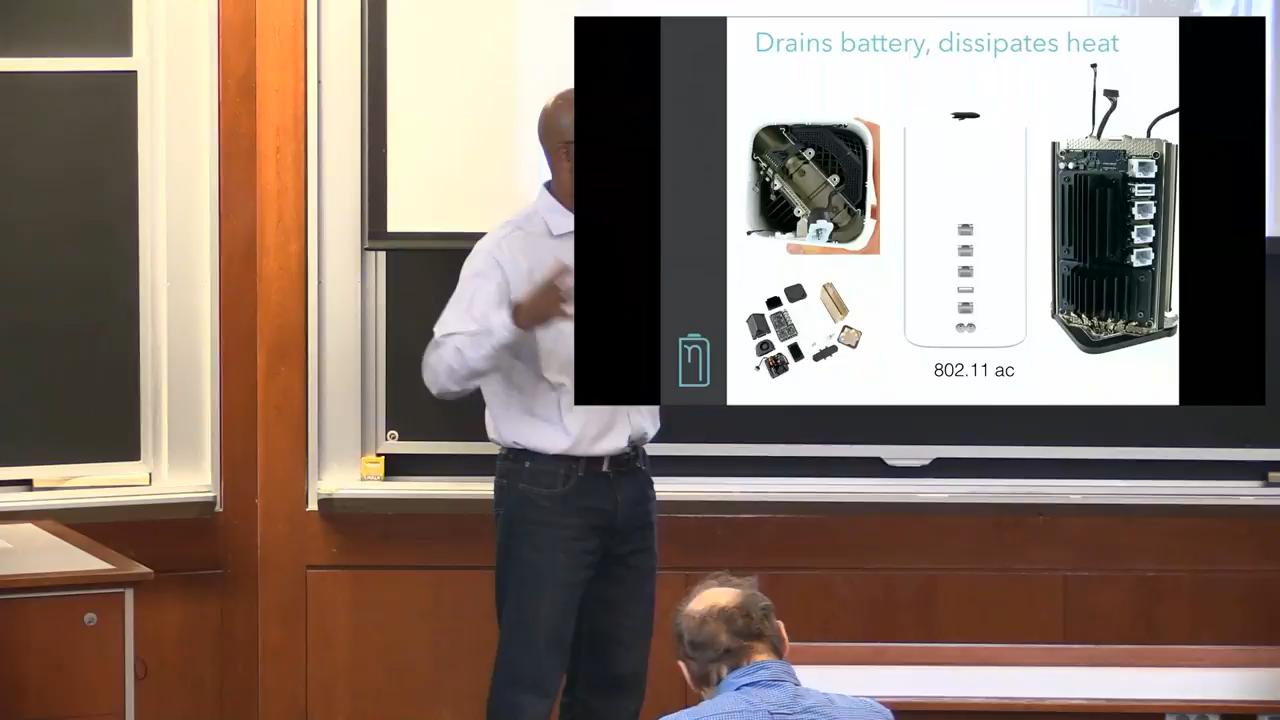 Drains battery, dissipates heat
η
802.11 ac